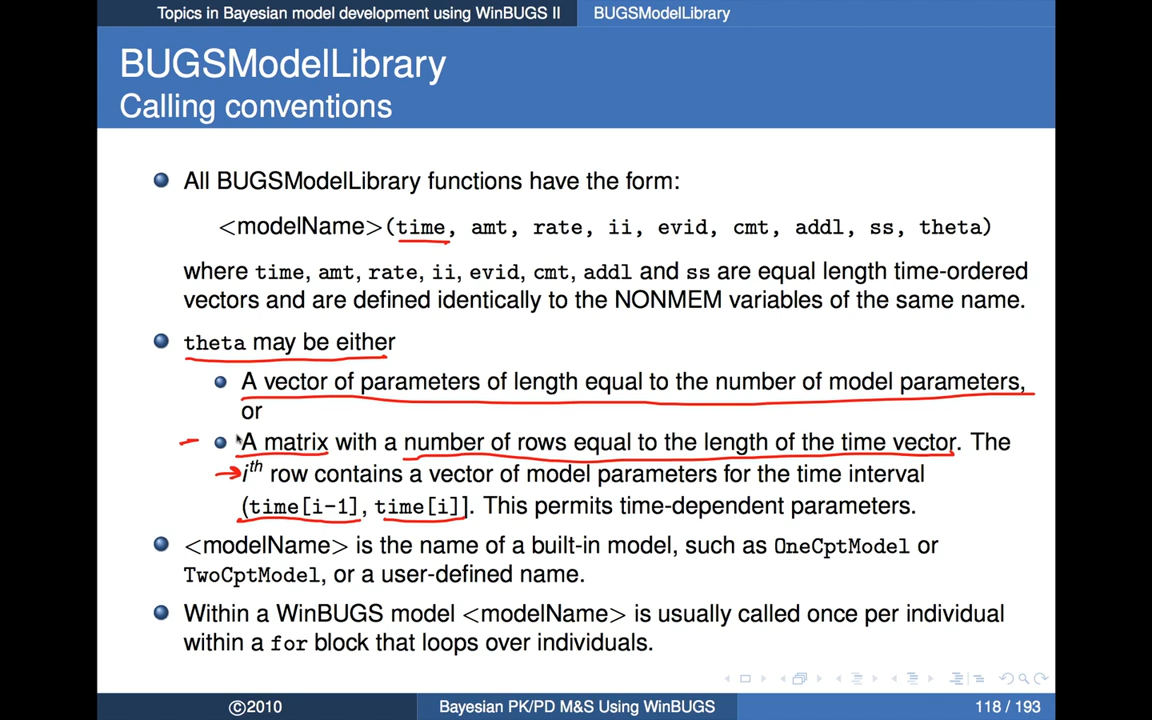 Topics in Bayesian model development using WinBUGS II BUGSModelLibrary
BUGSModelLibrary
Calling conventions
All BUGSModelLibrary functions have the form:
<modelName>(time, amt, rate, ii, evid, cmt, addl, ss, theta)
where time, amt, rate, ii, evid, cmt, addl and ss are equal length time-ordered
vectors and are defined identically to the NONMEM variables of the same name.
theta may be either
A vector of parameters of length equal to the number of model parameters,
or
A matrix with a number of rows equal to the length of the time vector. The
ith row contains a vector of model parameters for the time interval
(time[i-1], time[i]]. This permits time-dependent parameters.
<modelName> is the name of a built-in model, such as OneCptModel or
TwoCptModel, or a user-defined name.
Within a WinBUGS model <modelName> is usually called once per individual
within a for block that loops over individuals.
©2010 Bayesian PK/PD M&S Using WinBUGS 118 / 193